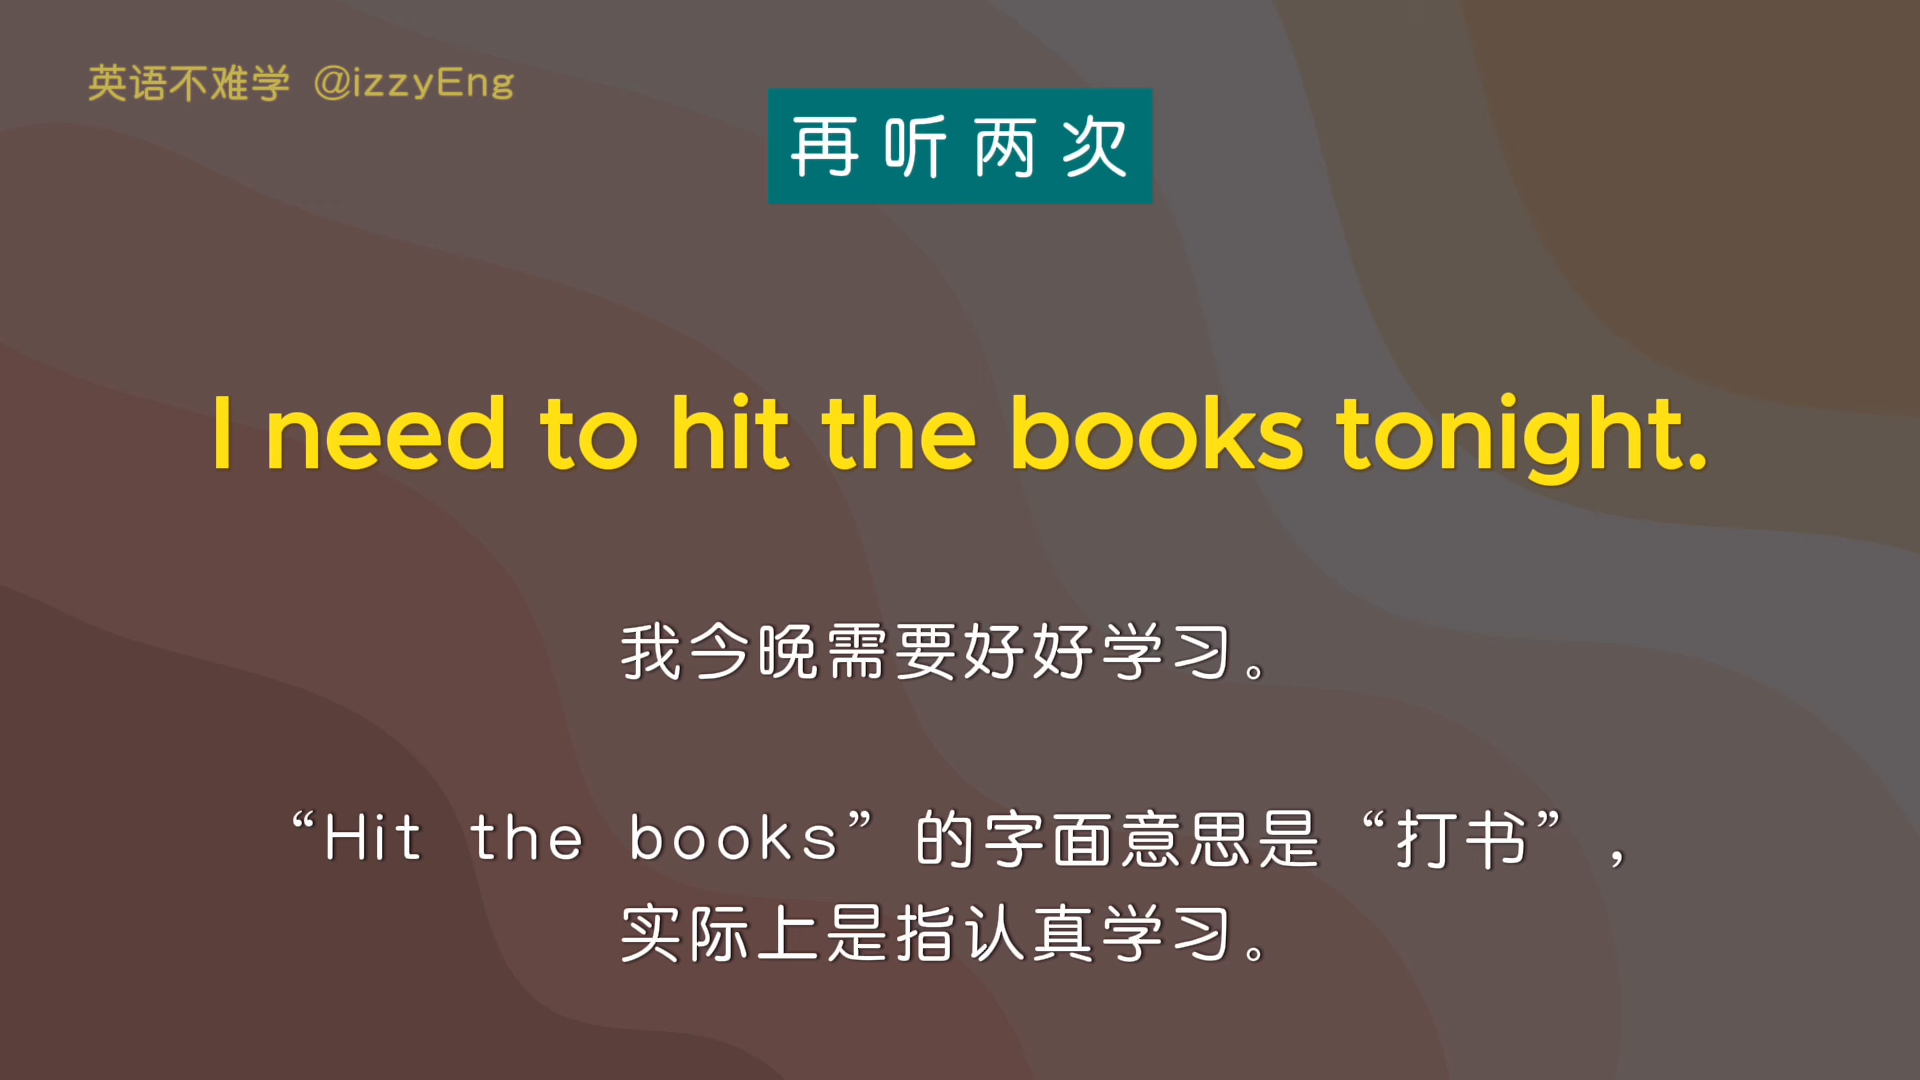 英语不难学 @izzyEng
再听两次
I need to hit the books tonight.
我今晚需要好好学习。
“Hit the books”的字面意思是“打书”，
实际上是指认真学习。